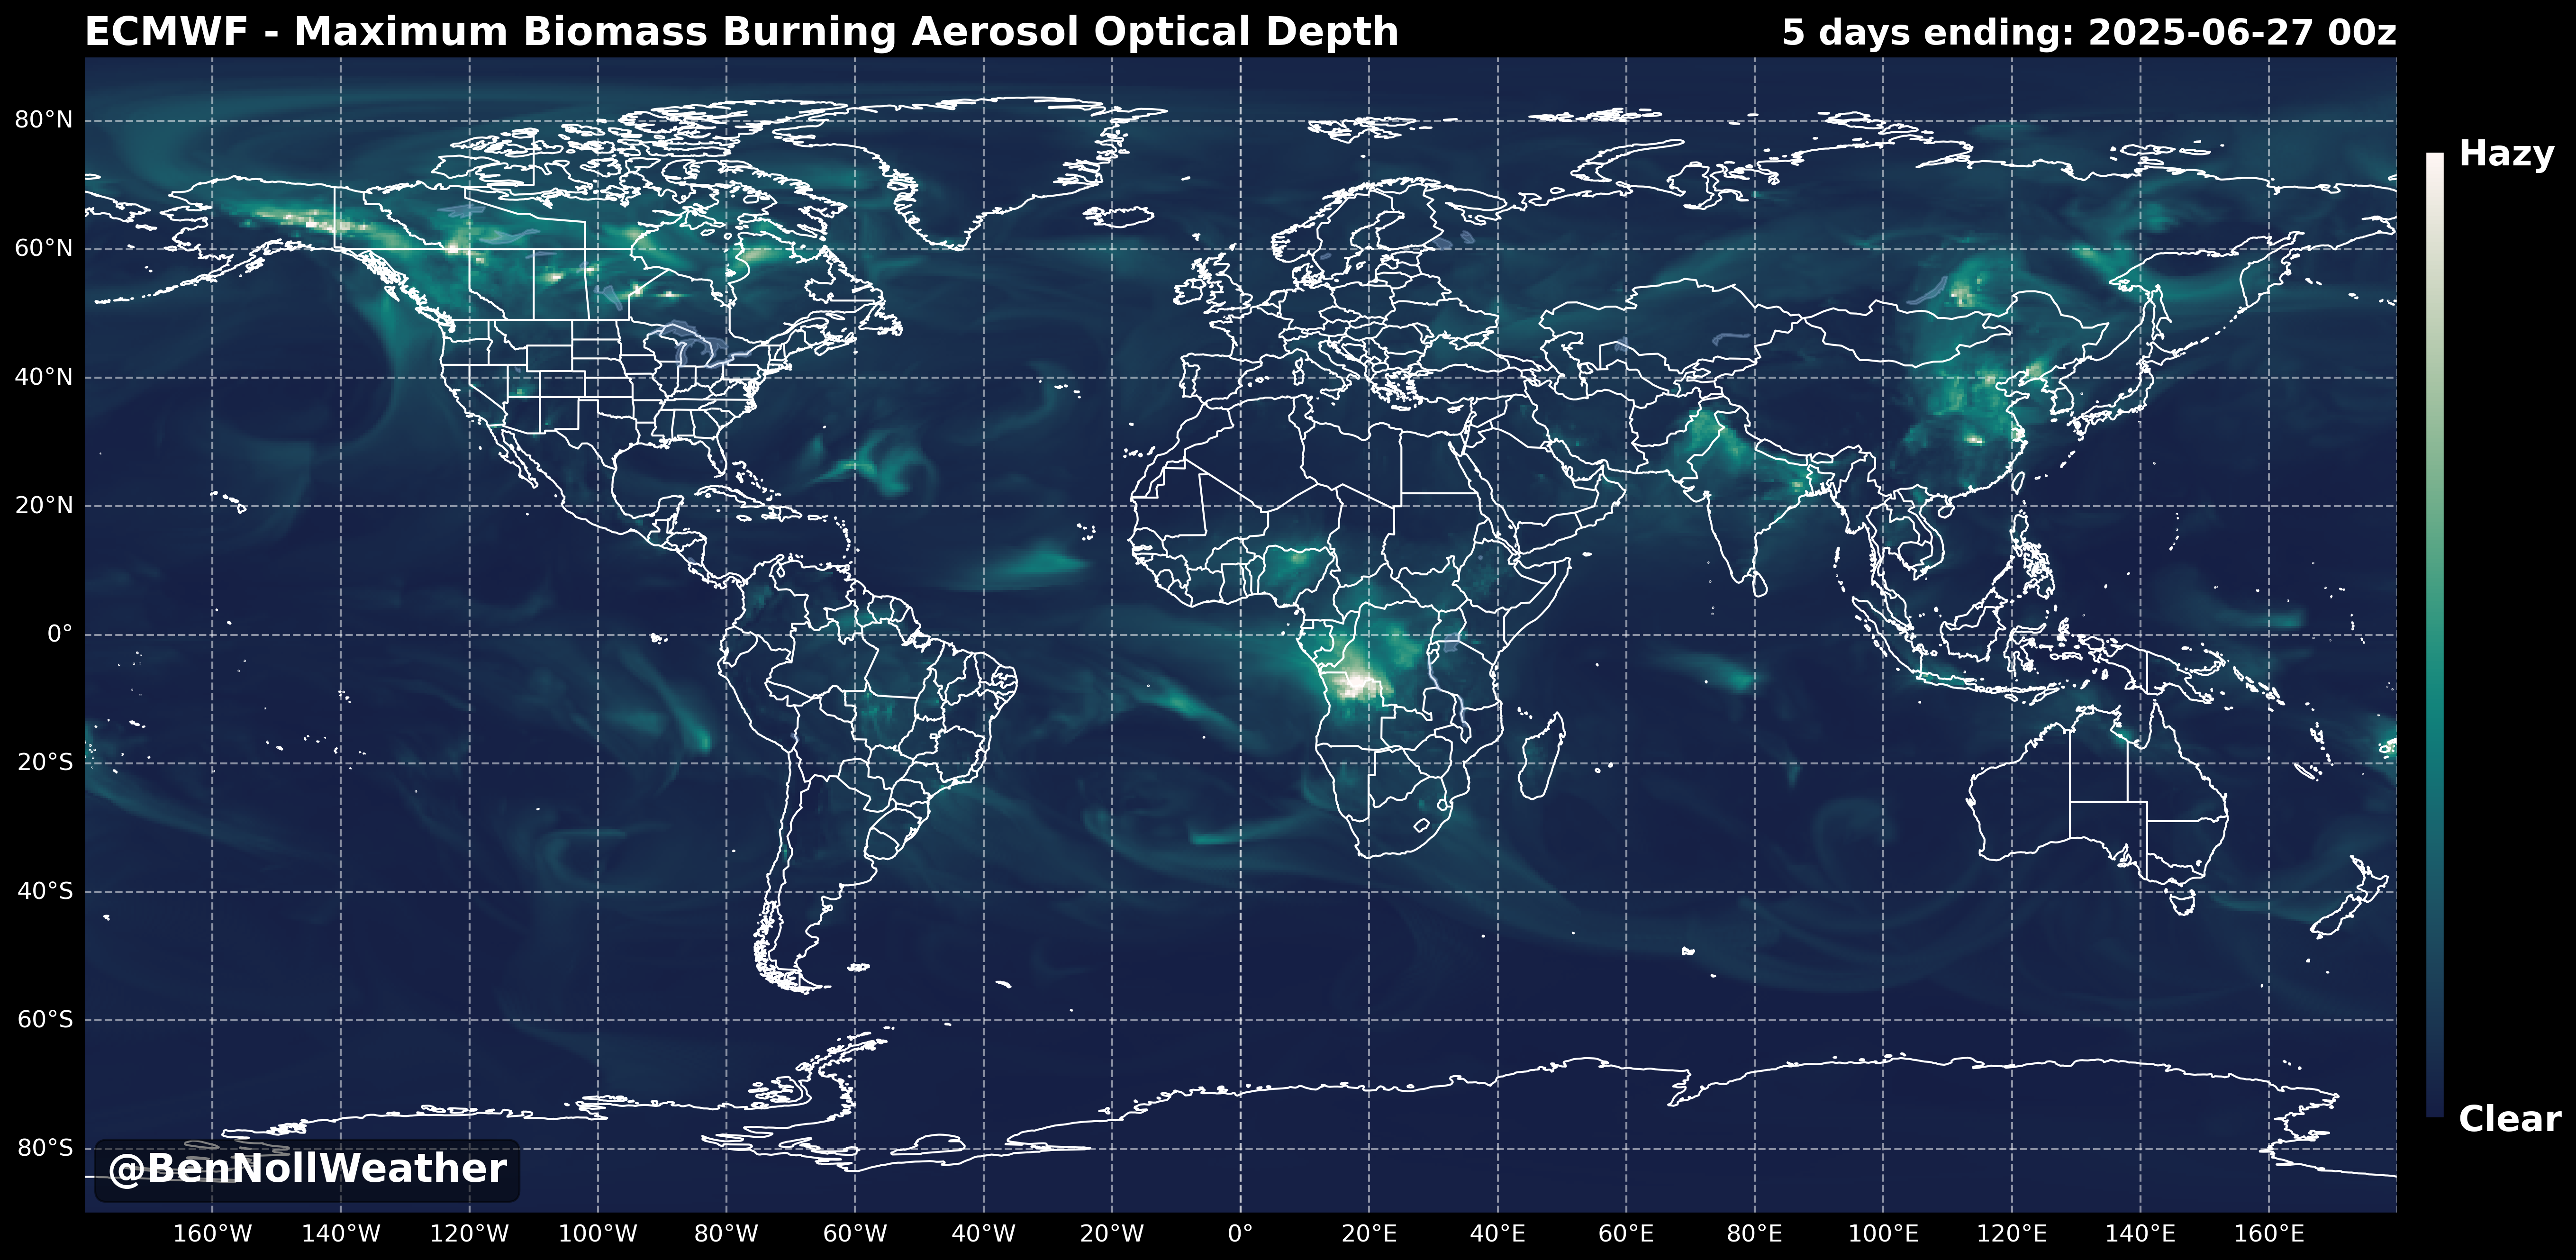 ECMWF - Maximum Biomass Burning Aerosol Optical Depth
5 days ending: 2025-06-27 00z
Hazy
80°N
60°N
40°N
20°N
0°
20°S
40°S
60°S
80°S
Clear
@BenNollWeather
160°W 140°W 120°W 100°W 80°W 60°W 40°W 20°W 0° 20°E 40°E 60°E 80°E 100°E 120°E 140°E 160°E